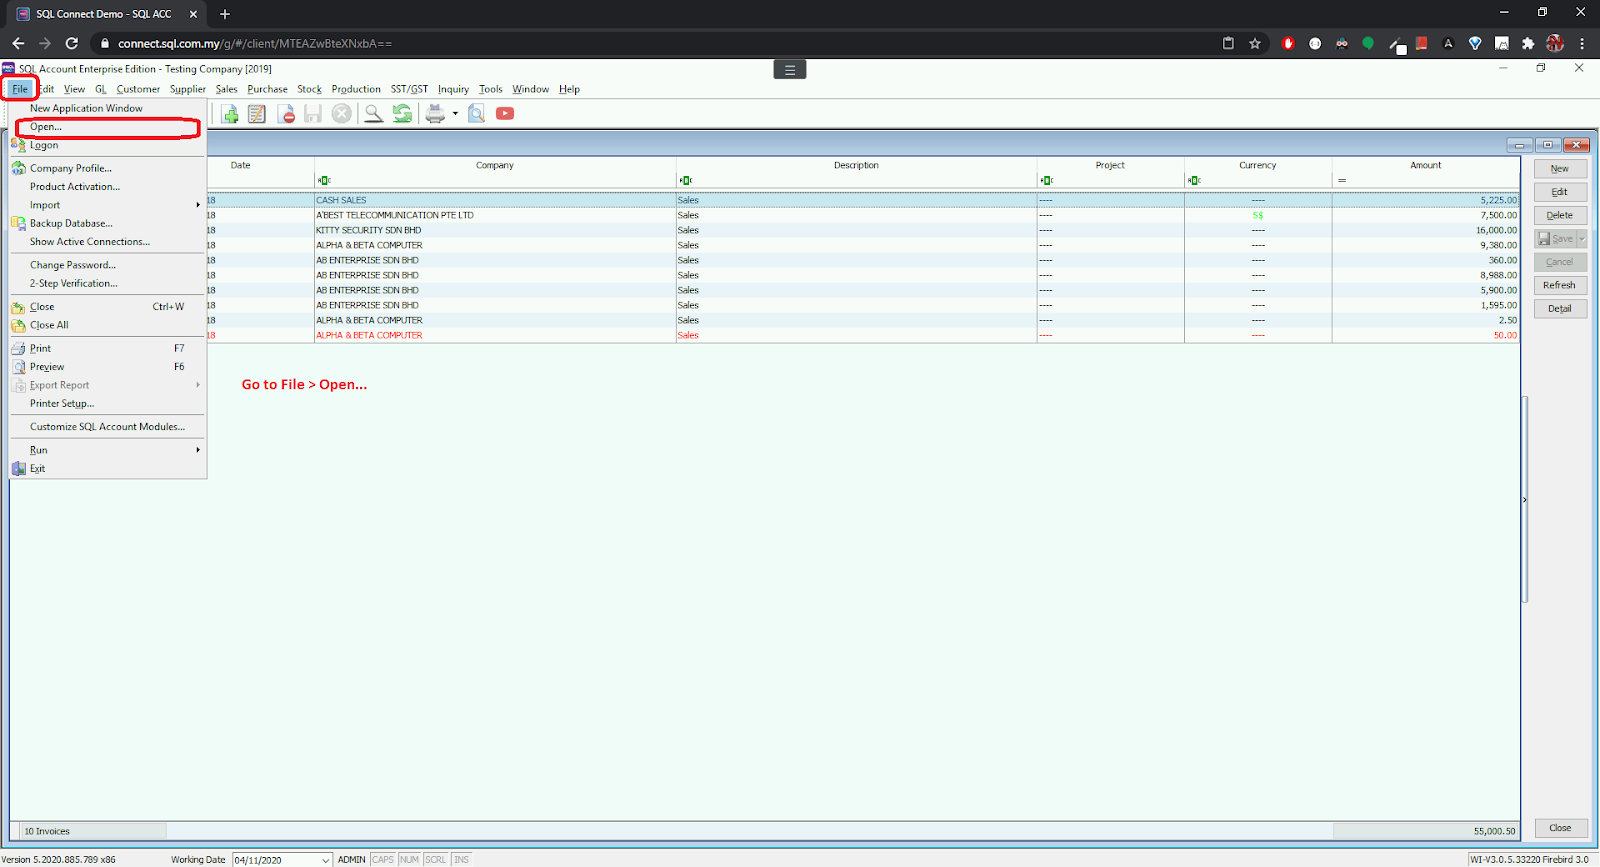 SQL Connect Demo - SQL ACC
connect.sql.com.my/g/#/client/MTEAZwBteXNxbA==
SQL Account Enterprise Edition - Testing Company [2019]
File Edit View GL Customer Supplier Sales Purchase Stock Production SST/GST Inquiry Tools Window Help
New Application Window
Open...
Logon
Company Profile...
Product Activation...
Import
Backup Database...
Show Active Connections...
Change Password...
2-Step Verification...
Close Ctrl+W
Close All
Print F7
Preview F6
Export Report
Printer Setup...
Customize SQL Account Modules...
Run
Exit
Date Company Description Project Currency Amount
=
18 CASH SALES Sales ---- ---- 5,225.00
18 A'BEST TELECOMMUNICATION PTE LTD Sales ---- S$ 7,500.00
18 KITTY SECURITY SDN BHD Sales ---- ---- 16,000.00
18 ALPHA & BETA COMPUTER Sales ---- ---- 9,380.00
18 AB ENTERPRISE SDN BHD Sales ---- ---- 360.00
18 AB ENTERPRISE SDN BHD Sales ---- ---- 8,988.00
18 AB ENTERPRISE SDN BHD Sales ---- ---- 5,900.00
18 AB ENTERPRISE SDN BHD Sales ---- ---- 1,595.00
18 ALPHA & BETA COMPUTER Sales ---- ---- 2.50
18 ALPHA & BETA COMPUTER Sales ---- ---- 50.00
Go to File > Open...
New
Edit
Delete
Save
Cancel
Refresh
Detail
10 Invoices 55,000.50
Close
Version 5.2020.885.789 x86 Working Date 04/11/2020 ADMIN CAPS NUM SCRL INS WI-V3.0.5.33220 Firebird 3.0